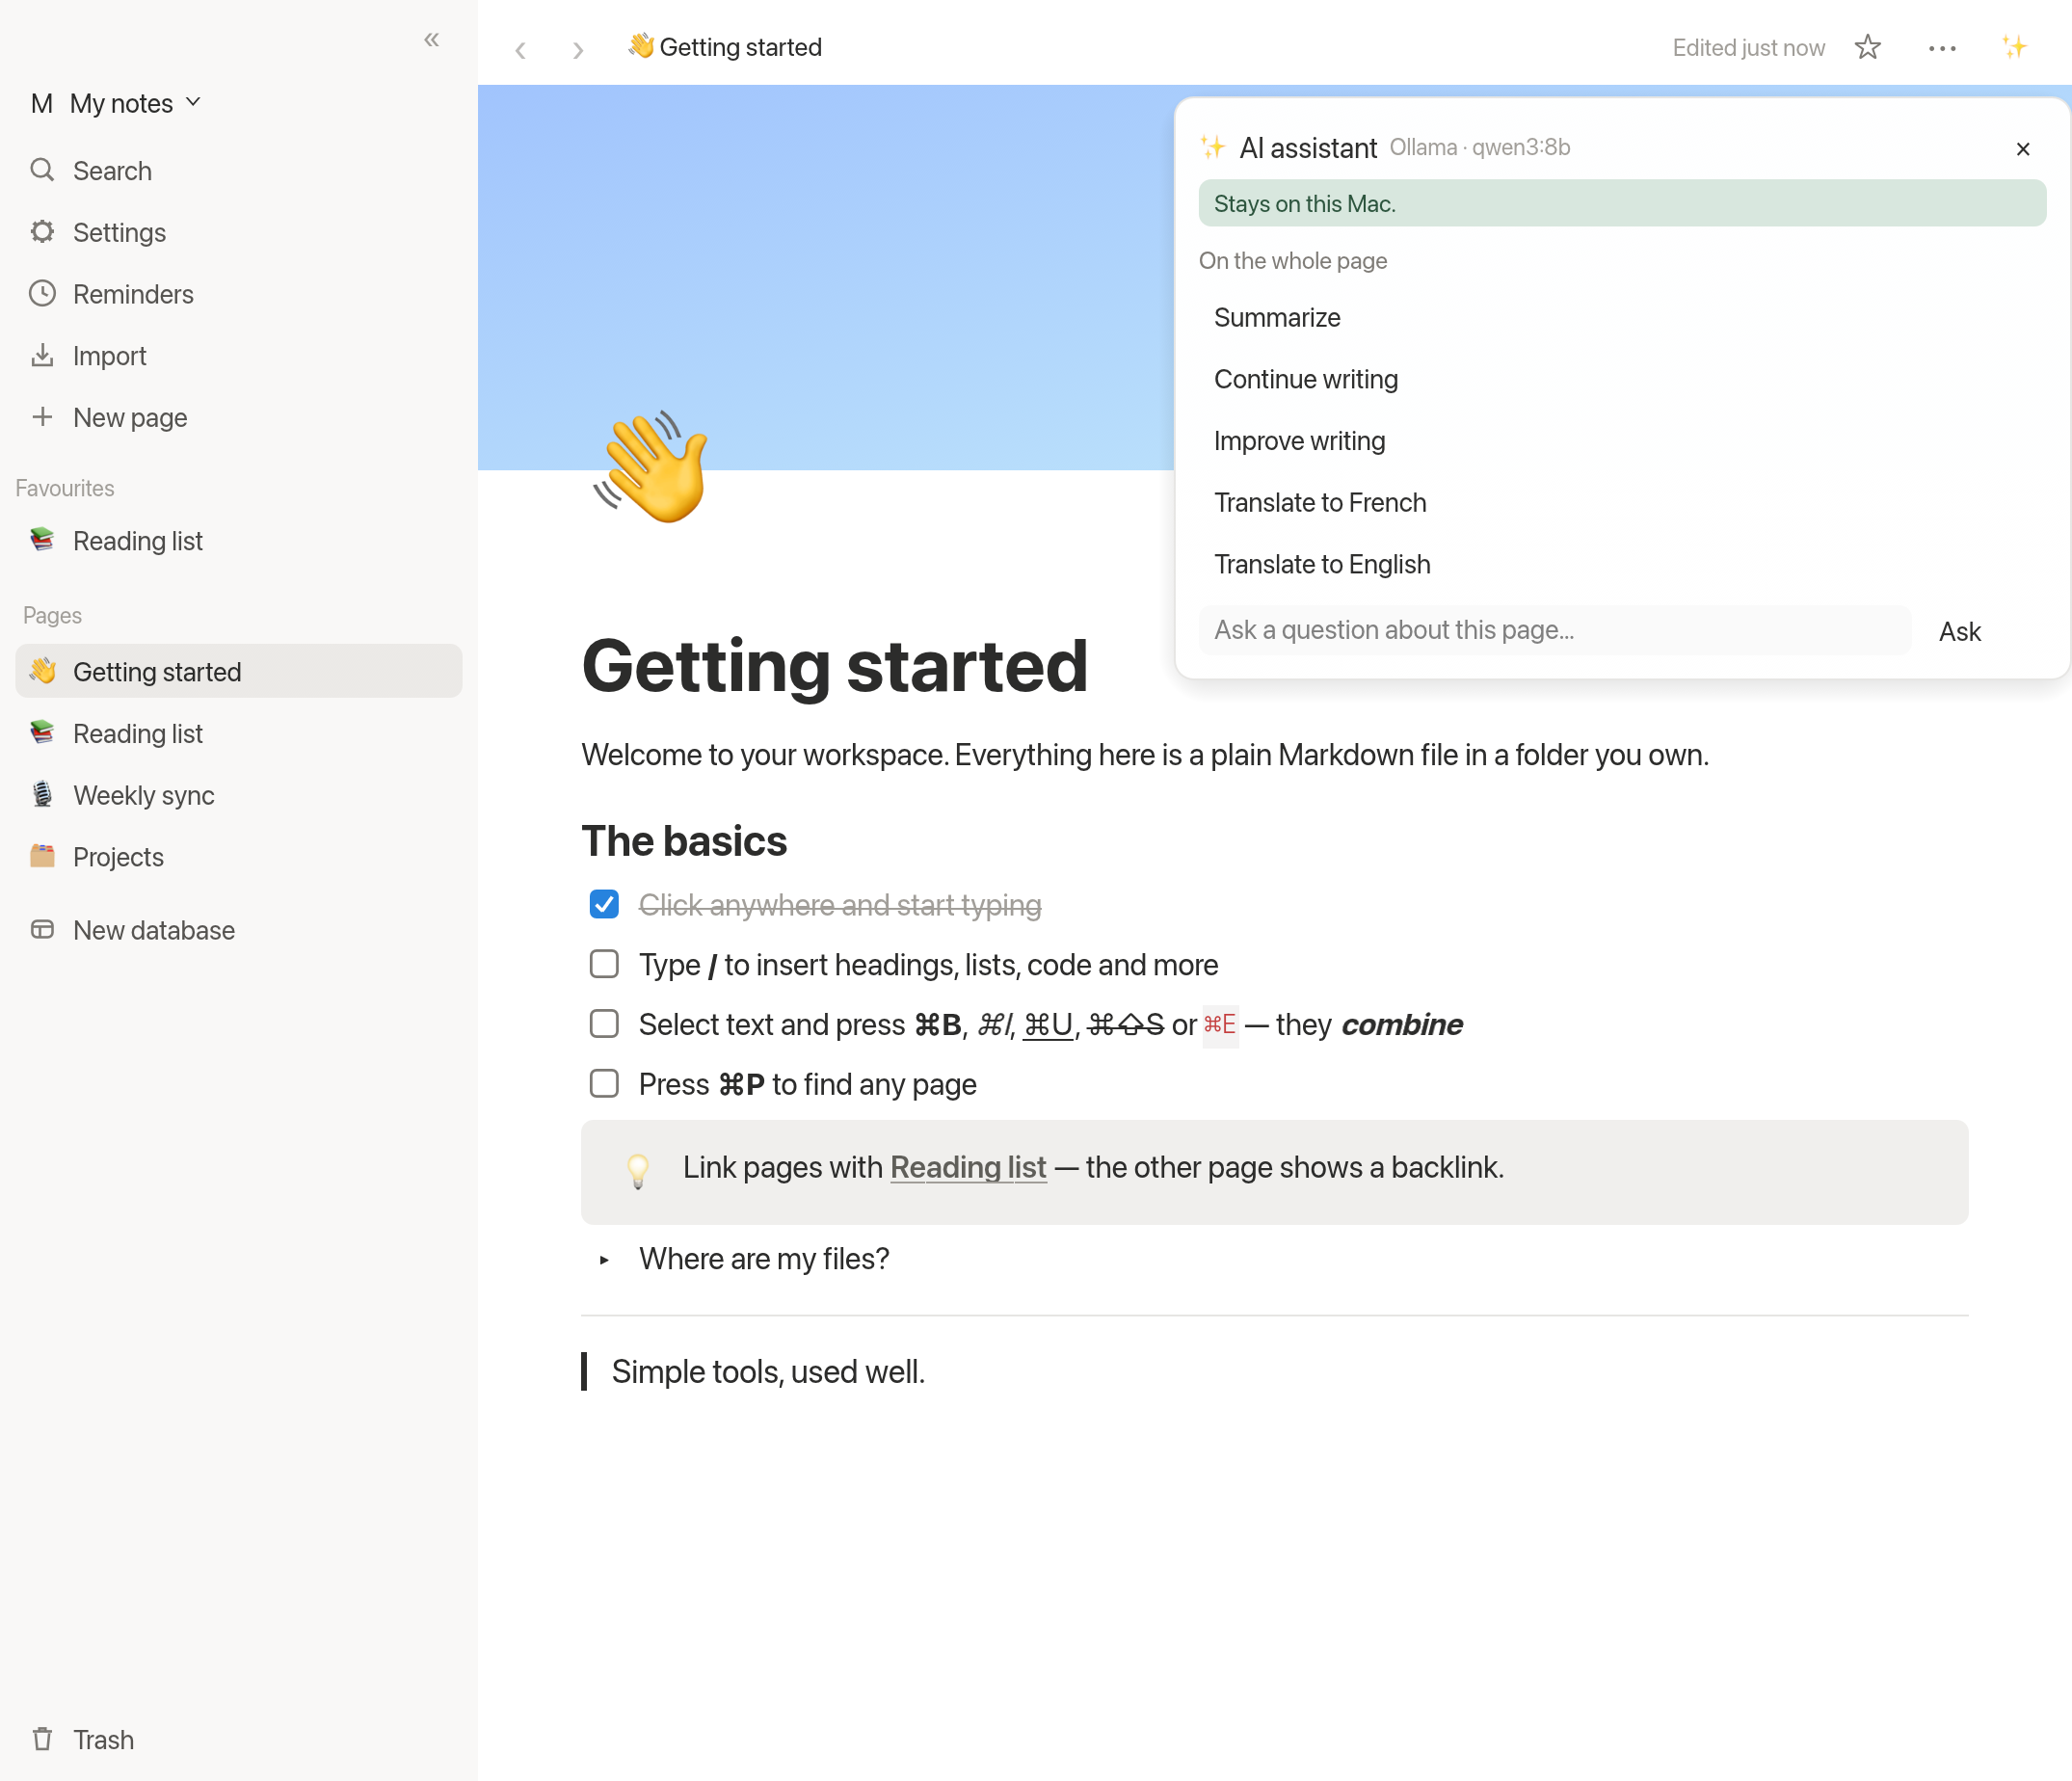 M My notes
Search
Settings
Reminders
Import
New page
Favourites
Reading list
Pages
Getting started
Reading list
Weekly sync
Projects
New database
Trash
Getting started
Edited just now
AI assistant Ollama · qwen3:8b
Stays on this Mac.
On the whole page
Summarize
Continue writing
Improve writing
Translate to French
Translate to English
Ask a question about this page... Ask
Getting started
Welcome to your workspace. Everything here is a plain Markdown file in a folder you own.
The basics
Click anywhere and start typing
Type / to insert headings, lists, code and more
Select text and press ⌘B, ⌘I, ⌘U, ⌘⇧S or ⌘E — they combine
Press ⌘P to find any page
Link pages with Reading list — the other page shows a backlink.
Where are my files?
Simple tools, used well.